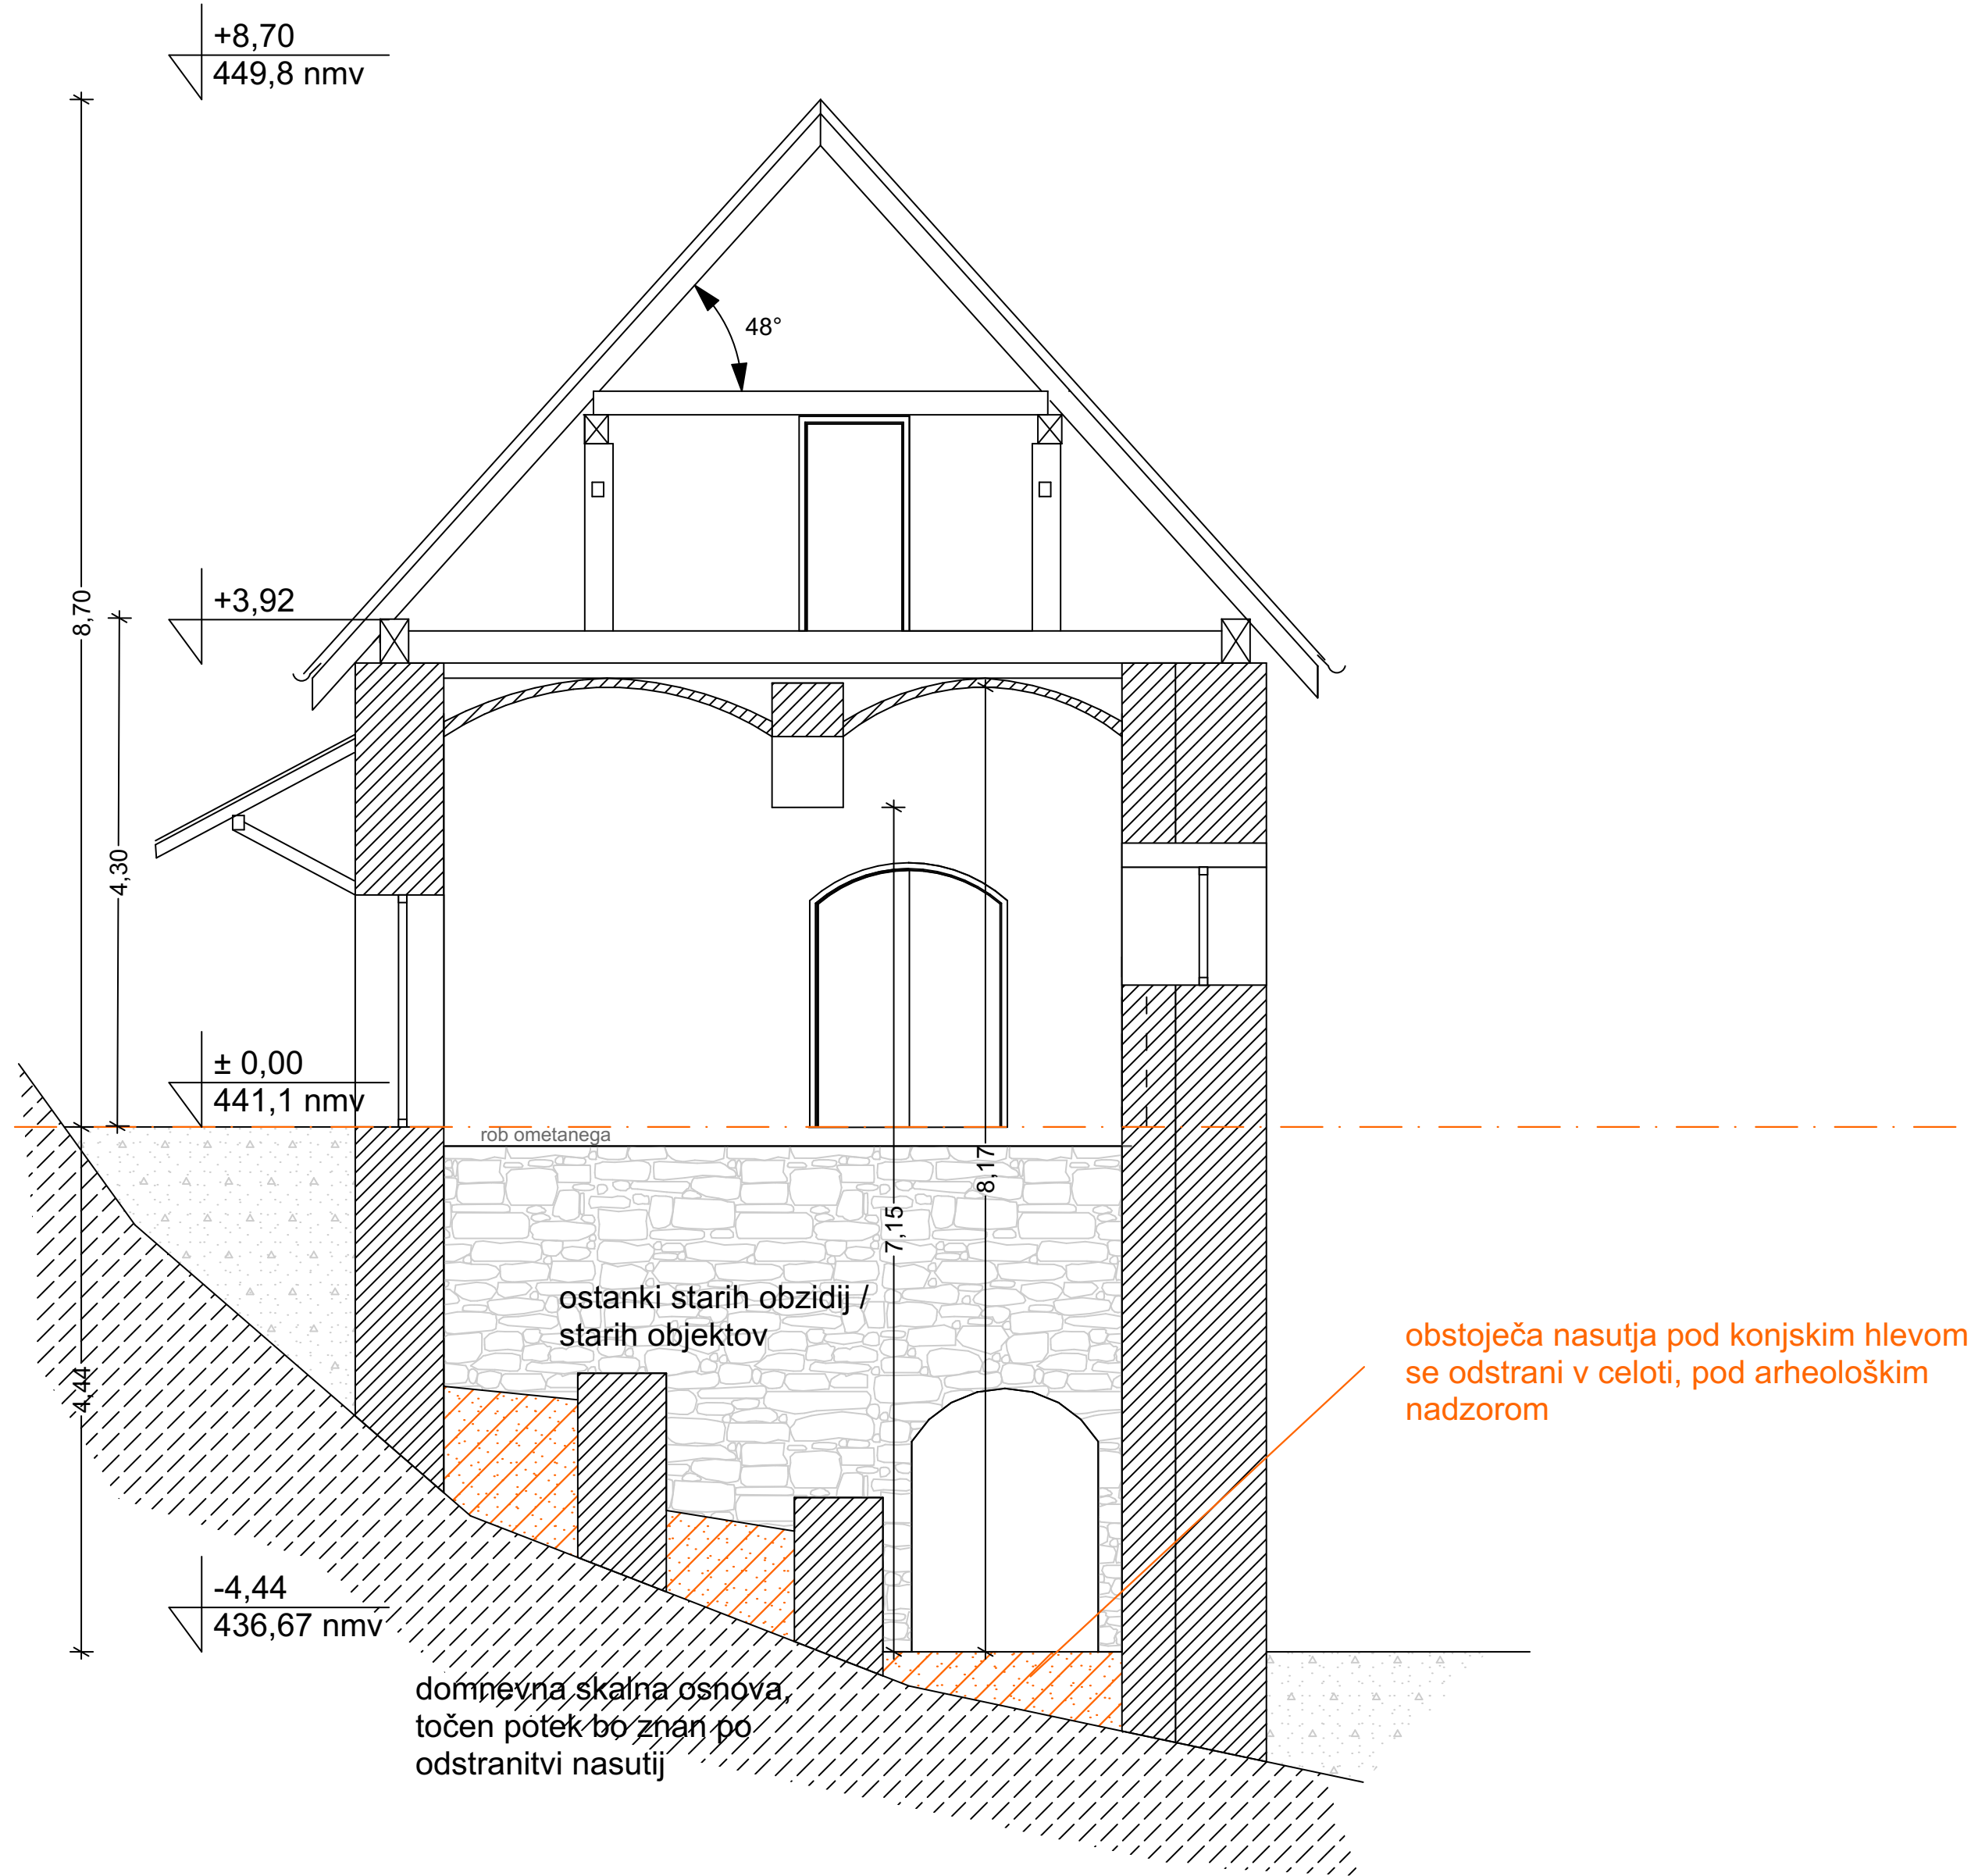 +8,70
449,8 nmv
48°
+3,92
8,70
4,30
± 0,00
441,1 nmv
rob ometanega
8,17
7,15
ostanki starih obzidij /
starih objektov
obstoječa nasutja pod konjskim hlevom
se odstrani v celoti, pod arheološkim
nadzorom
4,44
-4,44
436,67 nmv
domnevna skalna osnova,
točen potek bo znan po
odstranitvi nasutij